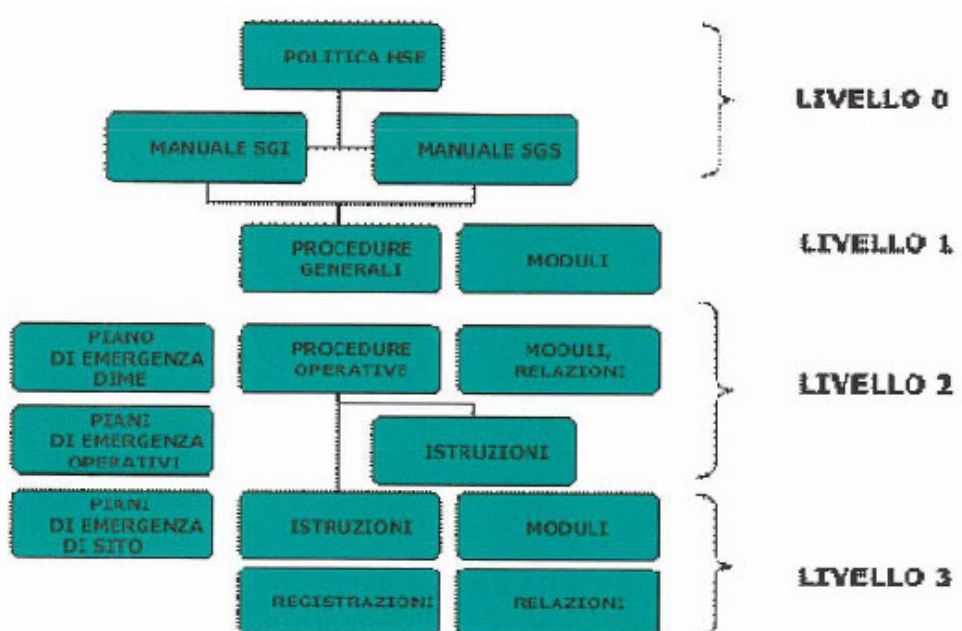 POLITICA HSE
LIVELLO 0
MANUALE SGI
MANUALE SGS
PROCEDURE
GENERALI
MODULI
LIVELLO 1
PIANO
DI EMERGENZA
DIME
PROCEDURE
OPERATIVE
MODULI,
RELAZIONI
LIVELLO 2
PIANI
DI EMERGENZA
OPERATIVI
ISTRUZIONI
PIANI
DI EMERGENZA
DI SITO
ISTRUZIONI
MODULI
LIVELLO 3
REGISTRAZIONI
RELAZIONI